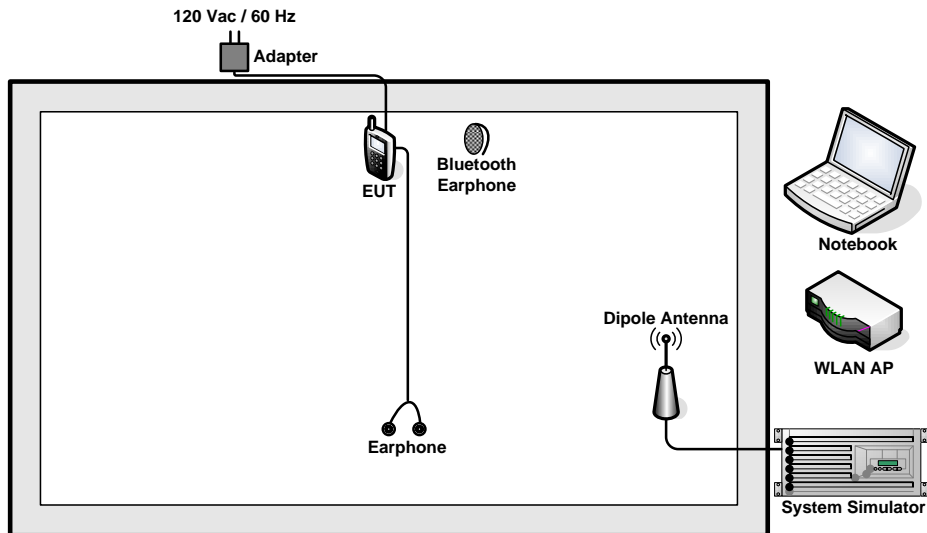 120 Vac / 60 Hz
Adapter
EUT
Bluetooth
Earphone
Notebook
Dipole Antenna
WLAN AP
Earphone
System Simulator